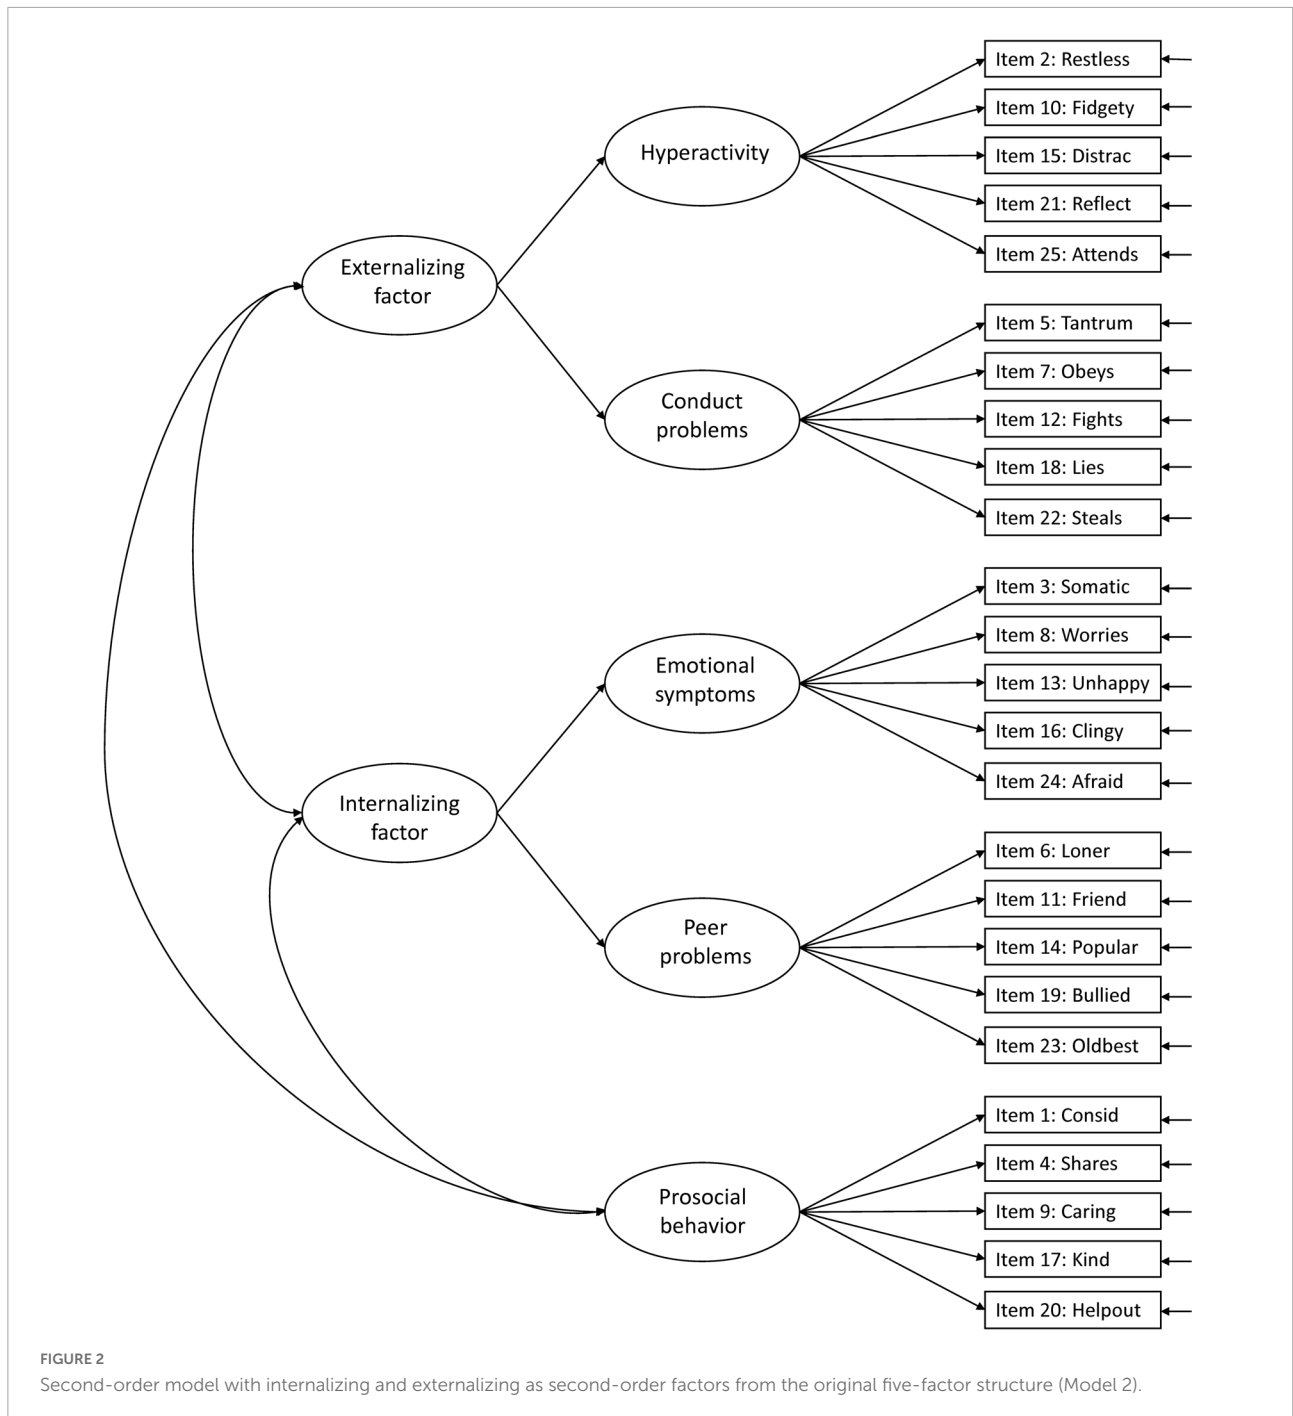 Item 2: Restless
Item 10: Fidgety
Hyperactivity
Item 15: Distrac
Item 21: Reflect
Item 25: Attends
Externalizing
factor
Item 5: Tantrum
Item 7: Obeys
Conduct
problems
Item 12: Fights
Item 18: Lies
Item 22: Steals
Item 3: Somatic
Item 8: Worries
Emotional
symptoms
Item 13: Unhappy
Item 16: Clingy
Item 24: Afraid
Internalizing
factor
Item 6: Loner
Item 11: Friend
Peer
problems
Item 14: Popular
Item 19: Bullied
Item 23: Oldbest
Item 1: Consid
Item 4: Shares
Prosocial
behavior
Item 9: Caring
Item 17: Kind
Item 20: Helpout
FIGURE 2
Second-order model with internalizing and externalizing as second-order factors from the original five-factor structure (Model 2).